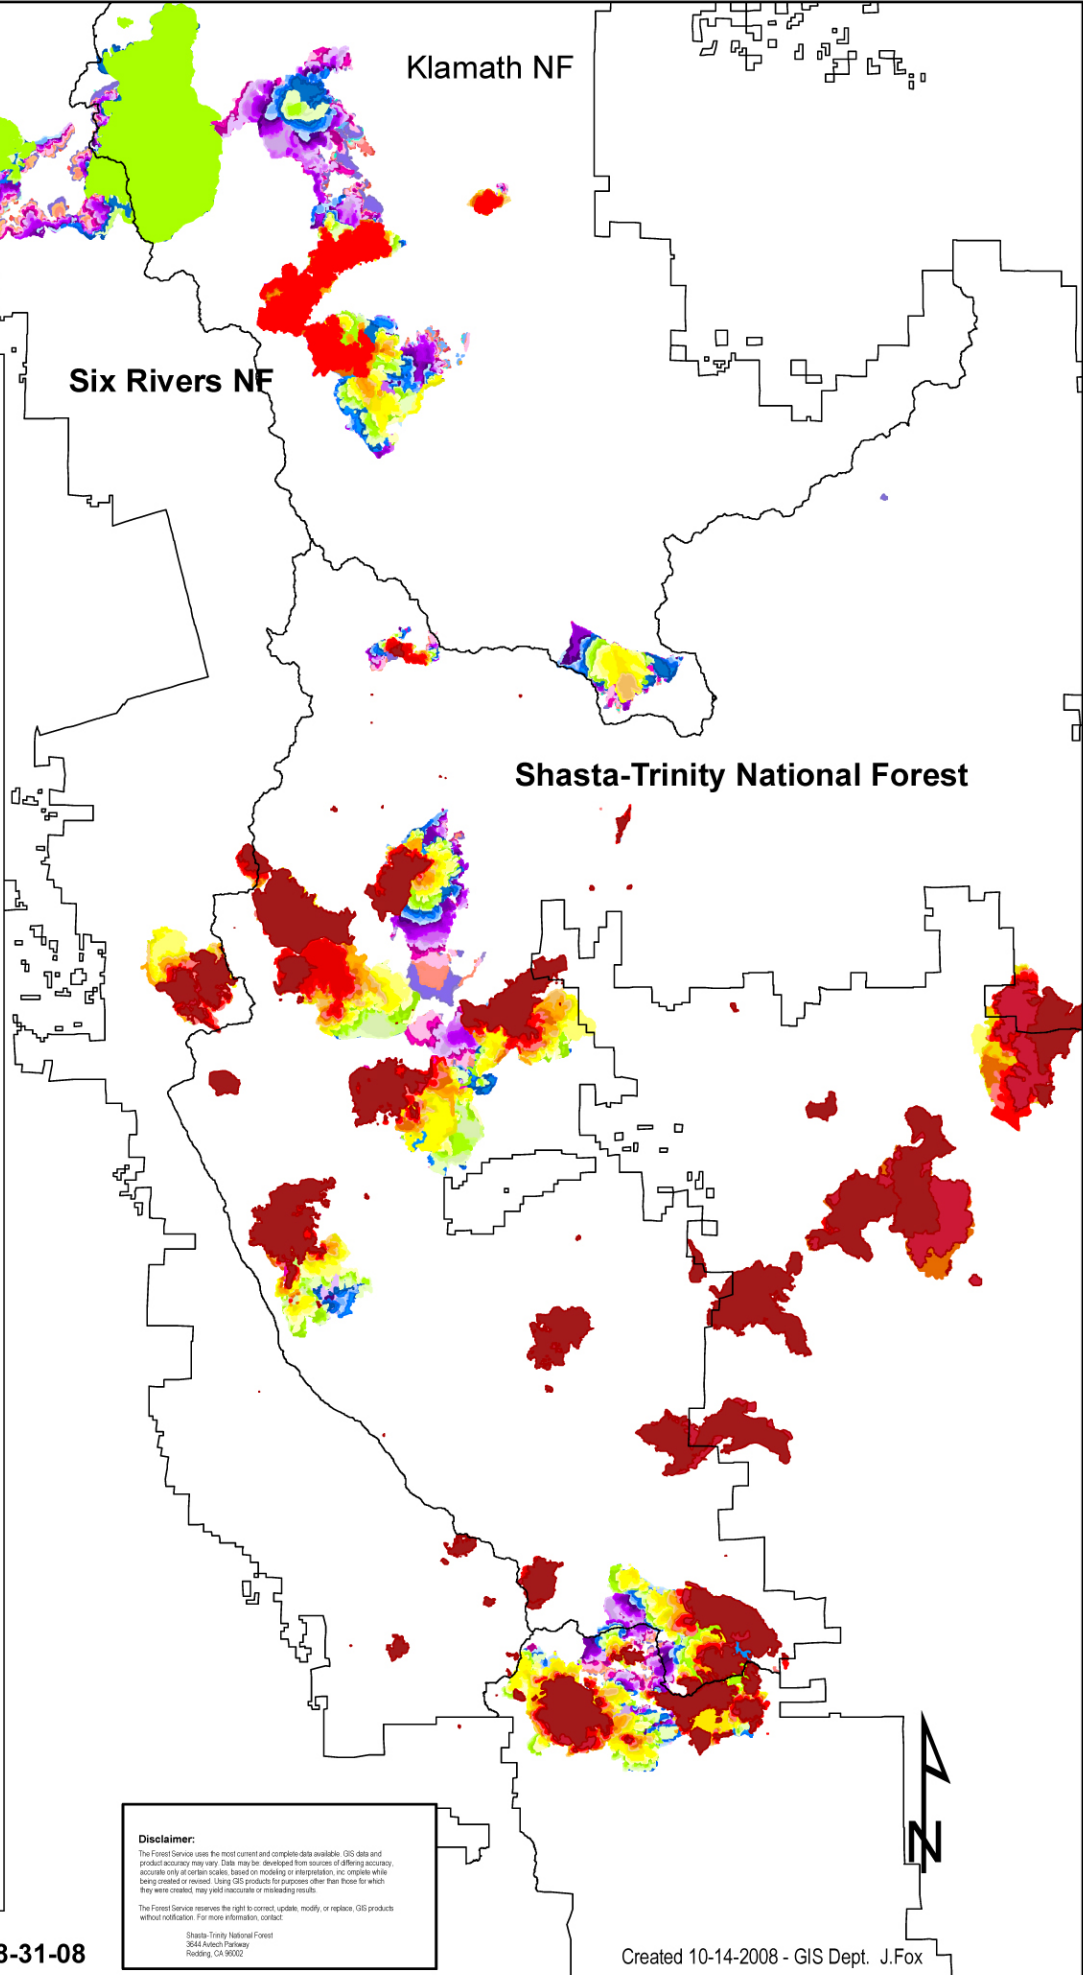 Klamath NF
Six Rivers NF
Shasta-Trinity National Forest
N
Disclaimer:
The Forest Service uses the most current and complete data available. GIS data and
product accuracy may vary. Data may be: developed from sources of differing accuracy,
accurate only at certain scales, based on modeling or interpretation, inc omplete while
being created or revised. Using GIS products for purposes other than those for which
they were created, may yield inaccurate or misleading results.
The Forest Service reserves the right to correct, update, modify, or replace, GIS products
without notification. For more information, contact:
Shasta-Trinity National Forest
3644 Avtech Parkway
Redding, CA 96002
-31-08
Created 10-14-2008 - GIS Dept. J.Fox